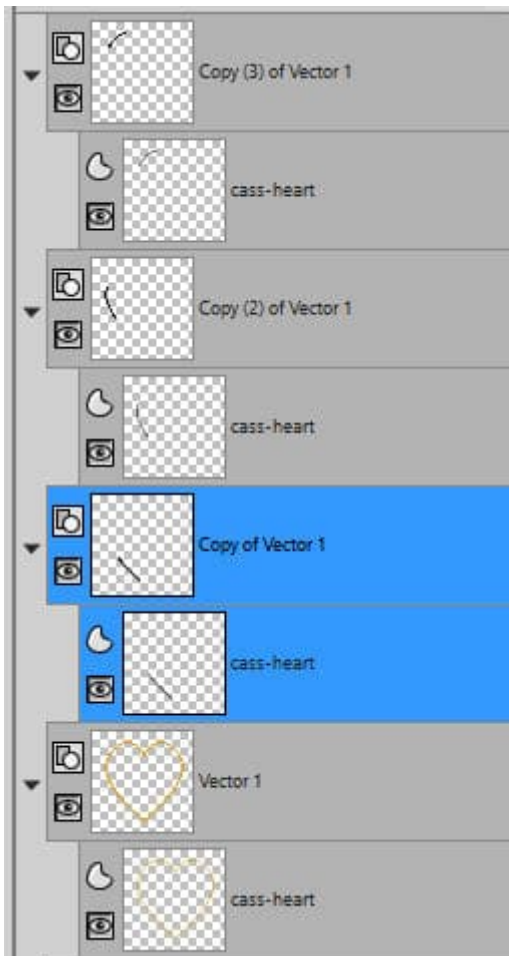 Copy (3) of Vector 1
cass-heart
Copy (2) of Vector 1
cass-heart
Copy of Vector 1
cass-heart
Vector 1
cass-heart